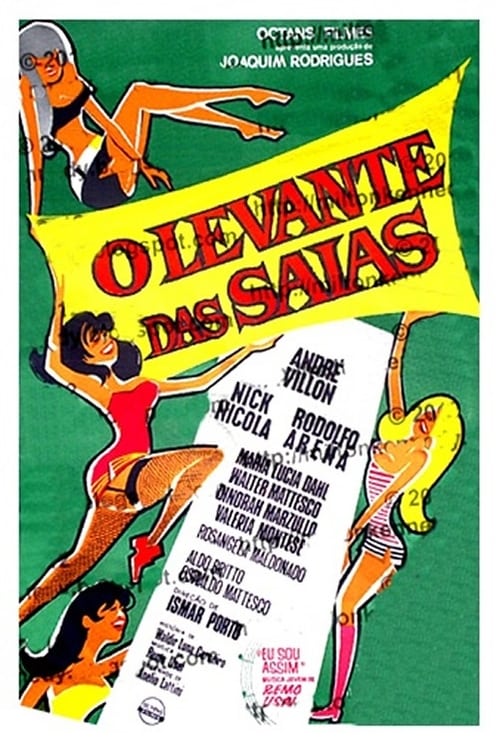 OCTANS FILMES
apresenta uma produção de
JOAQUIM RODRIGUES
O LEVANTE
DAS SAIAS
ANDRÉ
VILLON
NICK
NICOLA
RODOLFO
ARENA
MARIA LUCIA DAHL
WALTER MATTESCO
DINORAH MARZULLO
VALERIA MONTESE
ROSANGELA MALDONADO
ALDO BRITTO
OSWALDO MATTESCO
DIREÇÃO DE
ISMAR PORTO
"EU SOU
ASSIM"
REMO
USAI